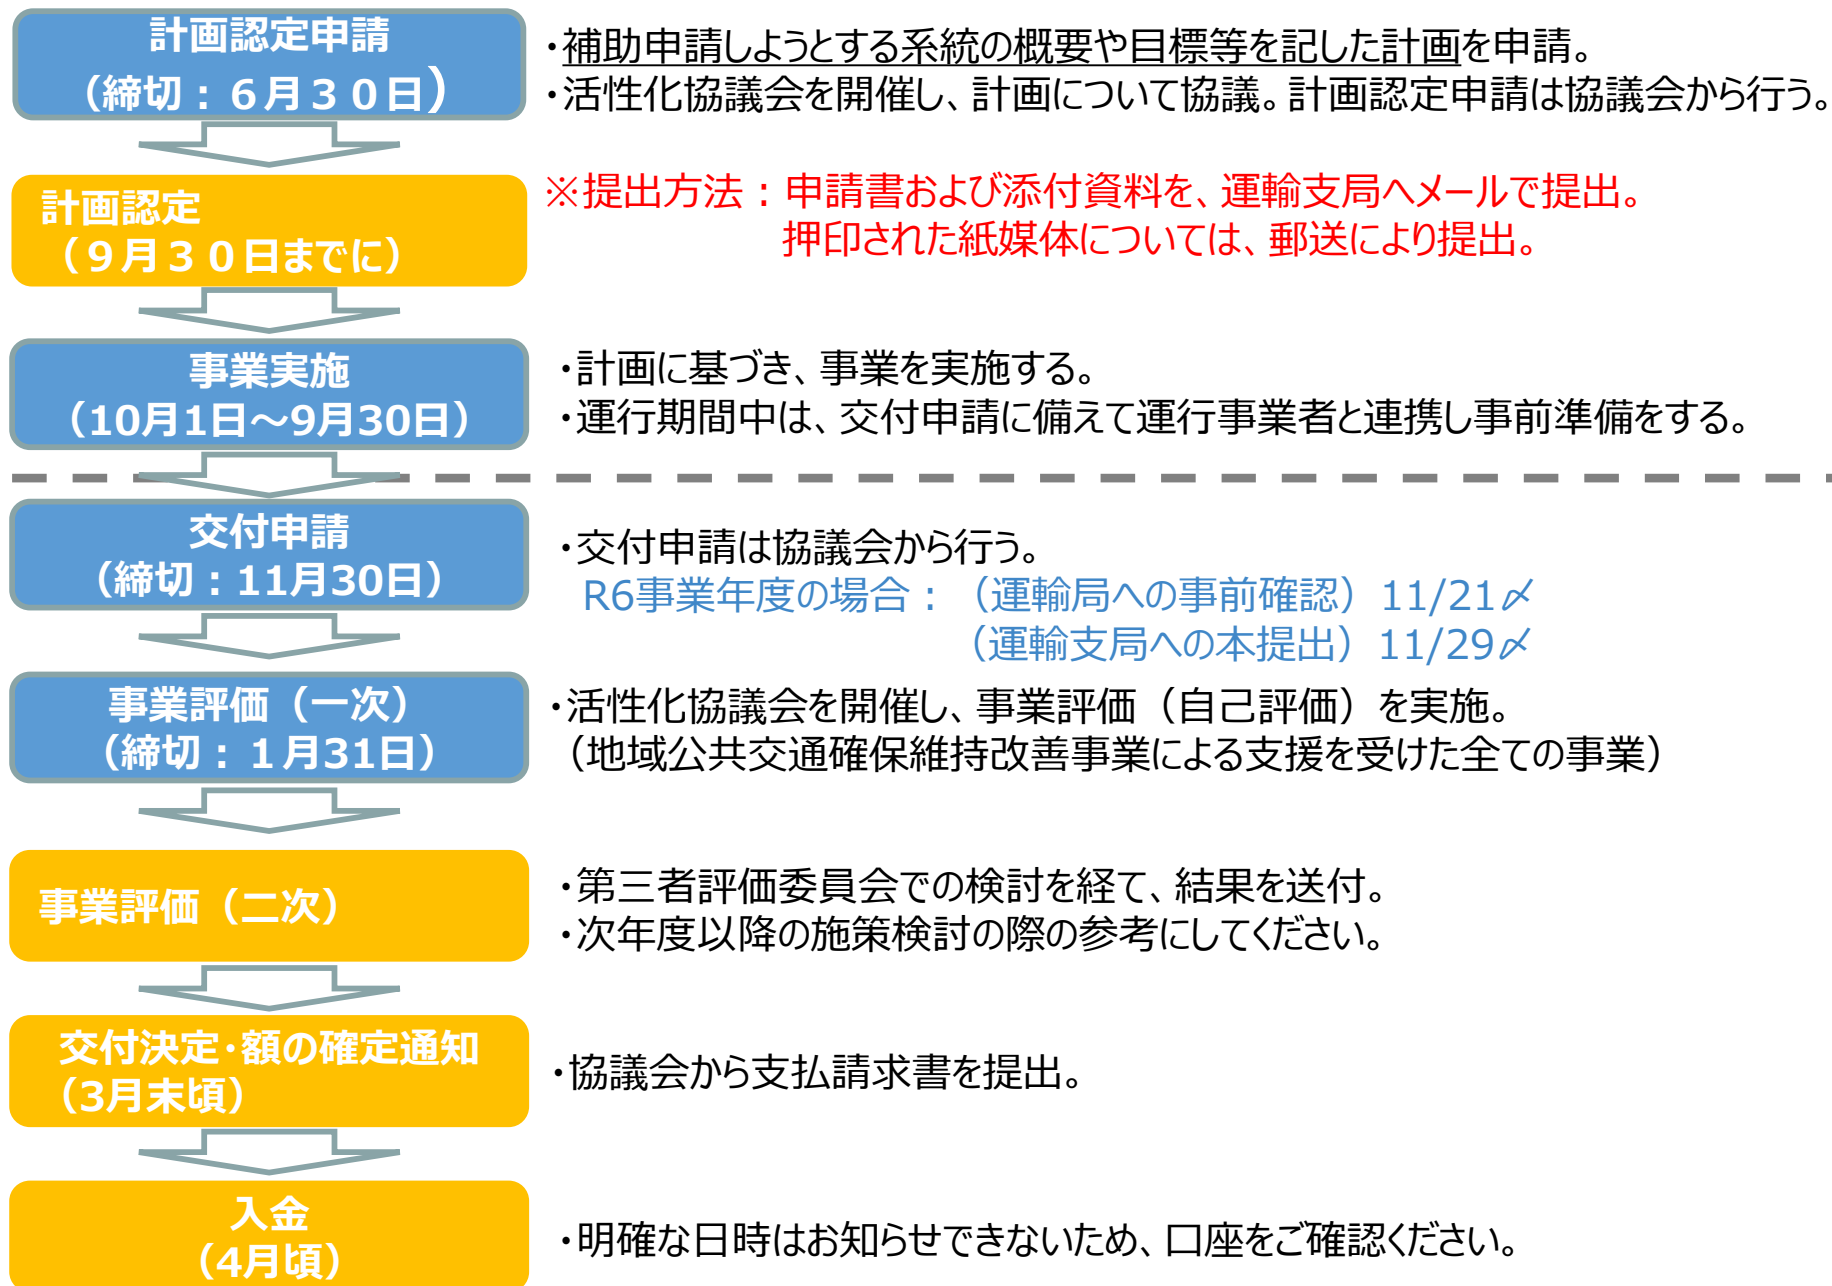 計画認定申請
（締切：６月３０日）
・補助申請しようとする系統の概要や目標等を記した計画を申請。
・活性化協議会を開催し、計画について協議。計画認定申請は協議会から行う。
計画認定
（９月３０日までに）
※提出方法：申請書および添付資料を、運輸支局へメールで提出。
押印された紙媒体については、郵送により提出。
事業実施
（10月1日～9月30日）
・計画に基づき、事業を実施する。
・運行期間中は、交付申請に備えて運行事業者と連携し事前準備をする。
交付申請
（締切：11月30日）
・交付申請は協議会から行う。
R6事業年度の場合：（運輸局への事前確認）11/21〆
（運輸支局への本提出）11/29〆
事業評価（一次）
（締切：１月31日）
・活性化協議会を開催し、事業評価（自己評価）を実施。
（地域公共交通確保維持改善事業による支援を受けた全ての事業）
事業評価（二次）
・第三者評価委員会での検討を経て、結果を送付。
・次年度以降の施策検討の際の参考にしてください。
交付決定・額の確定通知
（3月末頃）
・協議会から支払請求書を提出。
入金
（4月頃）
・明確な日時はお知らせできないため、口座をご確認ください。